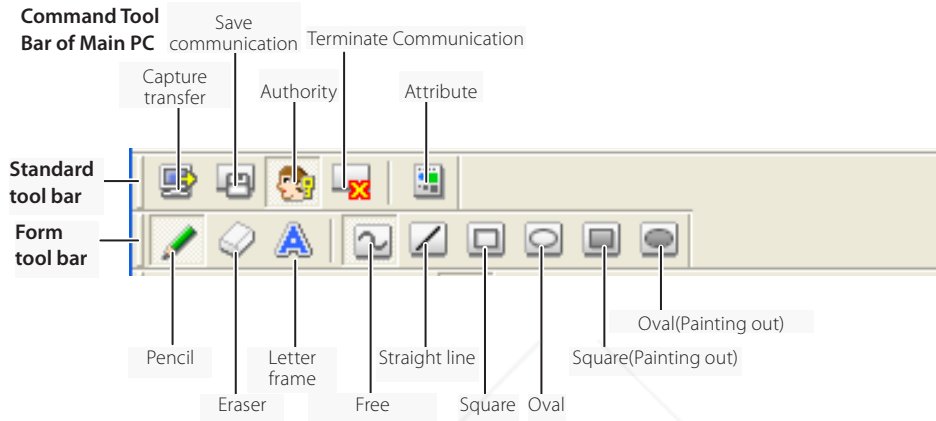 Command Tool
Bar of Main PC
Save
communication
Terminate Communication
Capture
transfer
Authority
Attribute
Standard
tool bar
Form
tool bar
Oval(Painting out)
Pencil
Letter
frame
Straight line
Square(Painting out)
Eraser
Free
Square
Oval